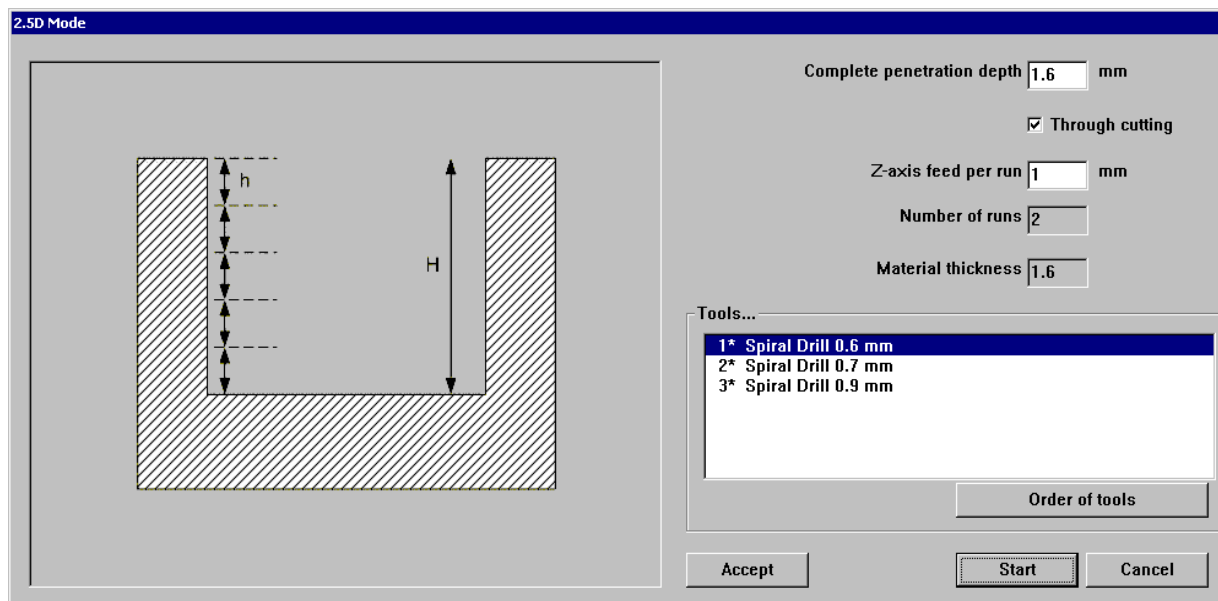 2.5D Mode
h
H
Complete penetration depth 1.6 mm
Through cutting
Z-axis feed per run 1 mm
Number of runs 2
Material thickness 1.6
Tools...
1* Spiral Drill 0.6 mm
2* Spiral Drill 0.7 mm
3* Spiral Drill 0.9 mm
Order of tools
Accept Start Cancel